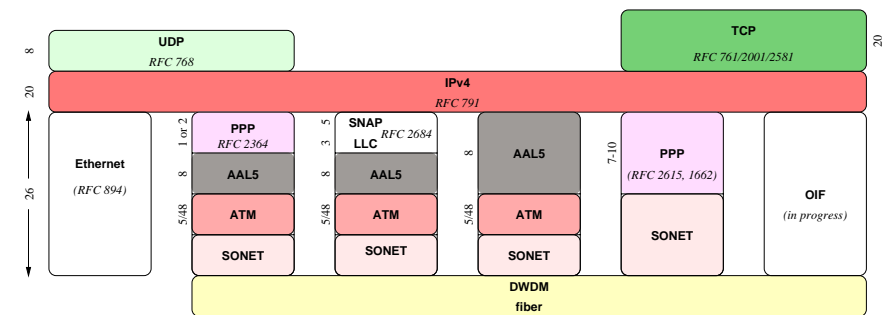 8
UDP
RFC 768
TCP
RFC 761/2001/2581
20
20
IPv4
RFC 791
26
Ethernet
(RFC 894)
1 or 2
PPP
RFC 2364
8
AAL5
5/48
ATM
SONET
5
SNAP
RFC 2684
3
LLC
8
AAL5
5/48
ATM
SONET
8
AAL5
5/48
ATM
SONET
7-10
PPP
(RFC 2615, 1662)
SONET
OIF
(in progress)
DWDM
fiber